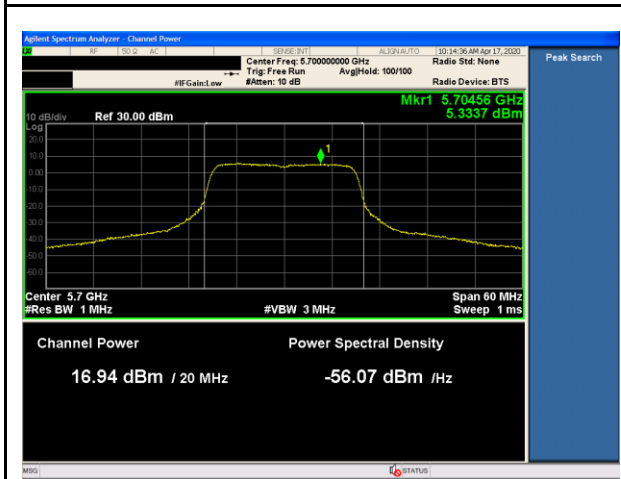 Agilent Spectrum Analyzer - Channel Power
RF 50 Ω AC SENSE:INT ALIGNAUTO 10:14:36 AM Apr 17, 2020
Center Freq: 5.700000000 GHz Radio Std: None
Trig: Free Run Avg|Hold: 100/100
#IFGain:Low #Atten: 10 dB Radio Device: BTS
Peak Search
Mkr1 5.70456 GHz
5.3337 dBm
10 dB/div Ref 30.00 dBm
Log
20.0
10.0
0.00
-10.0
-20.0
-30.0
-40.0
-50.0
-60.0
1
Center 5.7 GHz Span 60 MHz
#Res BW 1 MHz #VBW 3 MHz Sweep 1 ms
Channel Power Power Spectral Density
16.94 dBm / 20 MHz -56.07 dBm /Hz
MSG STATUS